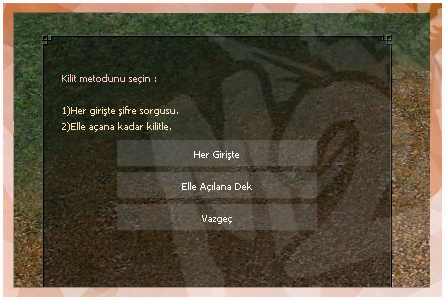 Kilit metodunu seçin :
1)Her girişte şifre sorgusu.
2)Elle açana kadar kilitle.
Her Girişte
Elle Açılana Dek
Vazgeç